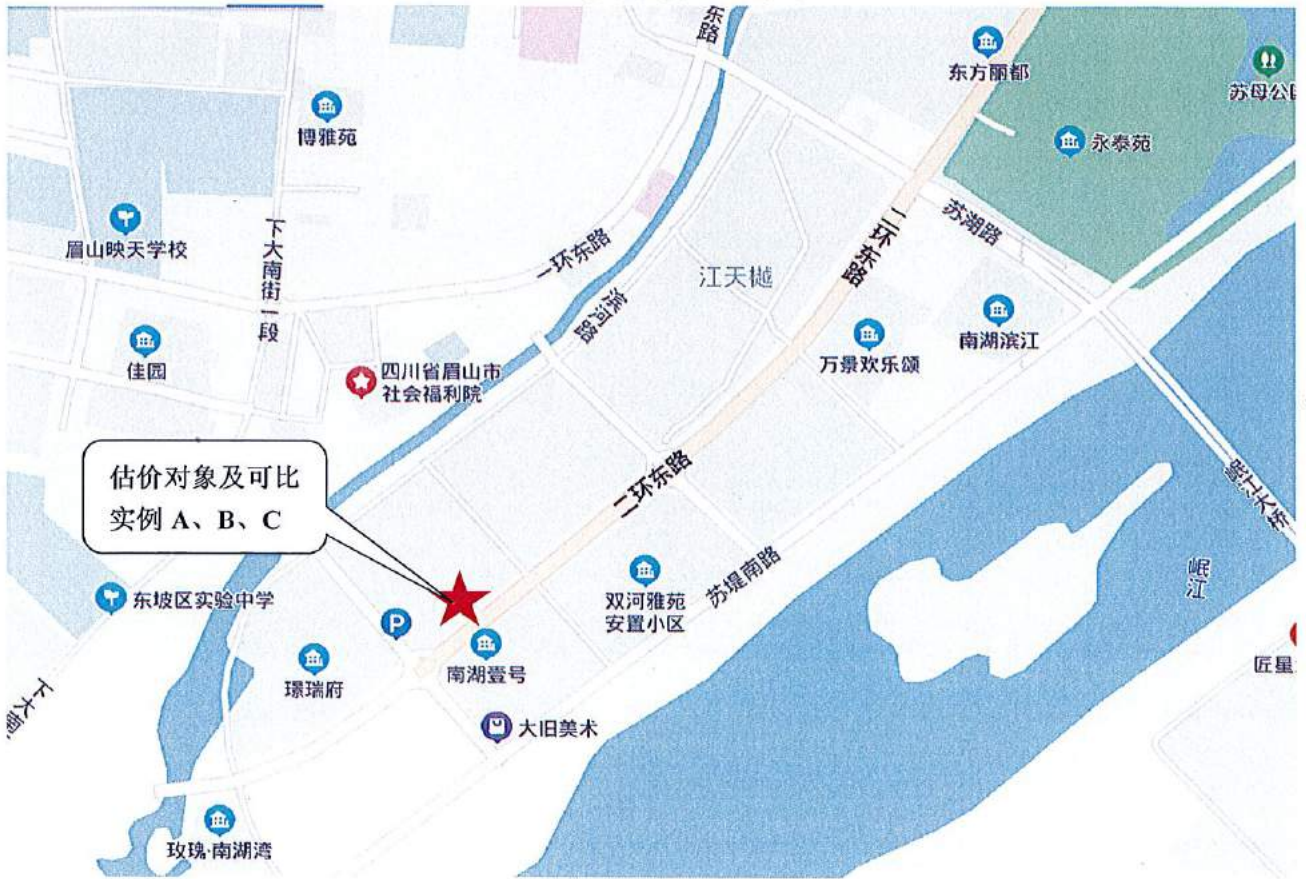 东路
东方丽都
苏母公
博雅苑
永泰苑
眉山映天学校
下大南街一段
一环东路
苏湖路
二环东路
江天樾
滨河路
南湖滨江
万景欢乐颂
佳园
四川省眉山市
社会福利院
二环东路
估价对象及可比
实例 A、B、C
岷江大桥
岷江
双河雅苑
安置小区
苏堤南路
东坡区实验中学
P
南湖壹号
璟瑞府
匠星
下大
大旧美术
玫瑰·南湖湾